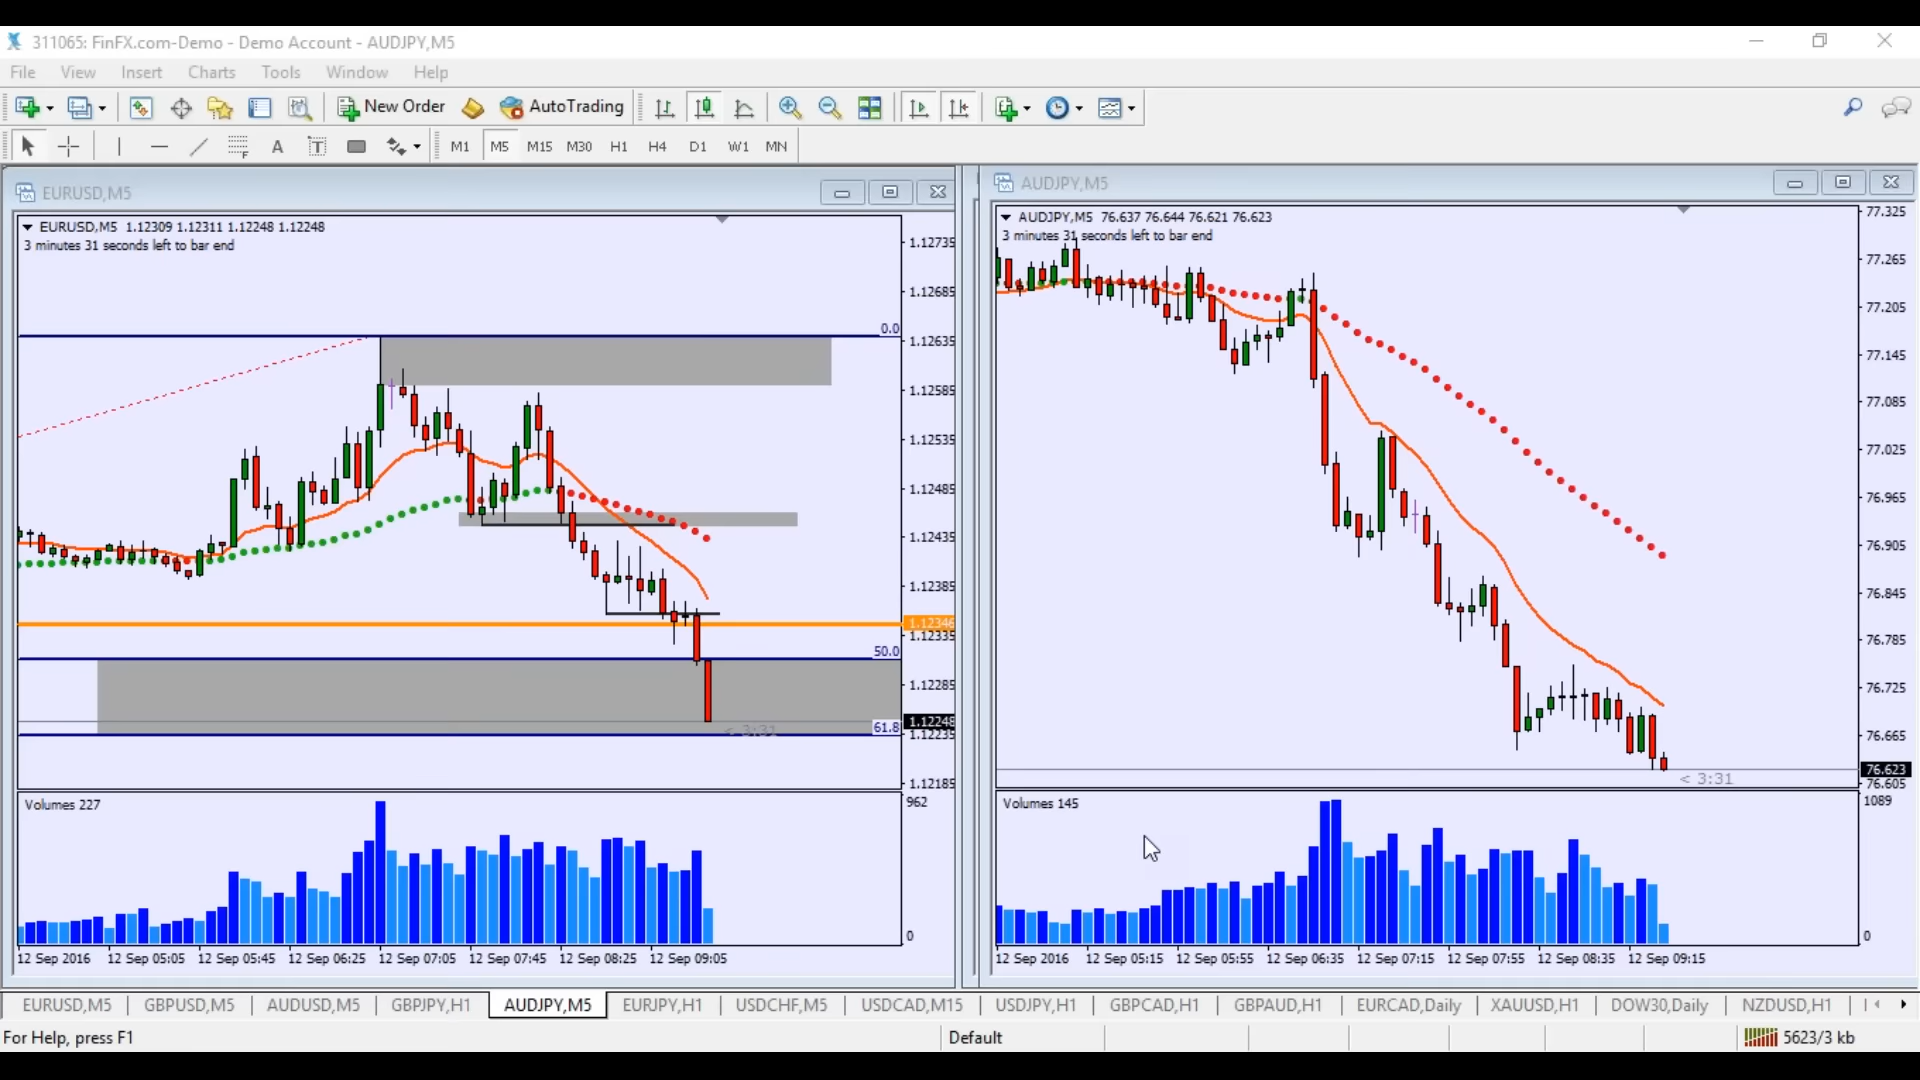 311065: FinFX.com-Demo - Demo Account - AUDJPY,M5
File View Insert Charts Tools Window Help
New Order AutoTrading
A T M1 M5 M15 M30 H1 H4 D1 W1 MN
EURUSD,M5
EURUSD,M5 1.12309 1.12311 1.12248 1.12248
3 minutes 31 seconds left to bar end
1.12735
1.12685
0.0
1.12635
1.12585
1.12535
1.12485
1.12435
1.12385
1.12346
1.12335
50.0
1.12285
1.12248
61.8
< 3:31
1.12235
1.12185
Volumes 227
962
0
12 Sep 2016 12 Sep 05:05 12 Sep 05:45 12 Sep 06:25 12 Sep 07:05 12 Sep 07:45 12 Sep 08:25 12 Sep 09:05
AUDJPY,M5
AUDJPY,M5 76.637 76.644 76.621 76.623
3 minutes 31 seconds left to bar end
77.325
77.265
77.205
77.145
77.085
77.025
76.965
76.905
76.845
76.785
76.725
76.665
76.623
< 3:31
76.605
Volumes 145
1089
0
12 Sep 2016 12 Sep 05:15 12 Sep 05:55 12 Sep 06:35 12 Sep 07:15 12 Sep 07:55 12 Sep 08:35 12 Sep 09:15
EURUSD,M5 GBPUSD,M5 AUDUSD,M5 GBPJPY,H1 AUDJPY,M5 EURJPY,H1 USDCHF,M5 USDCAD,M15 USDJPY,H1 GBPCAD,H1 GBPAUD,H1 EURCAD,Daily XAUUSD,H1 DOW30,Daily NZDUSD,H1
For Help, press F1
Default
5623/3 kb